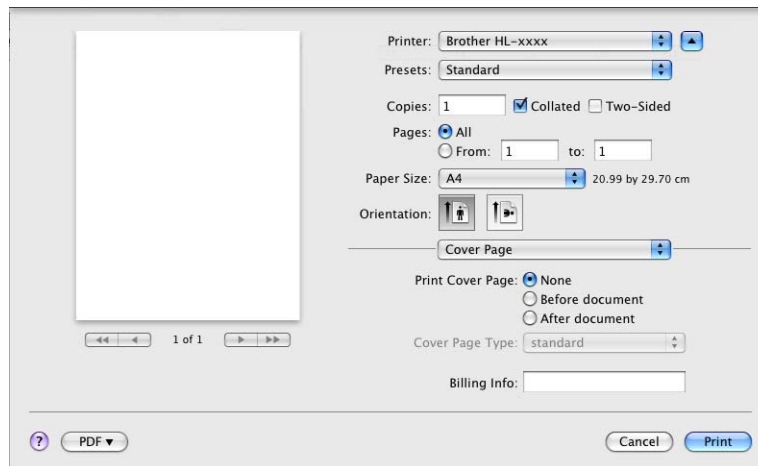 Printer: Brother HL-xxxx
Presets: Standard
Copies: 1 Collated Two-Sided
Pages: All
From: 1 to: 1
Paper Size: A4 20.99 by 29.70 cm
Orientation:
Cover Page
Print Cover Page: None
Before document
After document
Cover Page Type: standard
Billing Info:
1 of 1
? PDF ▾ Cancel Print